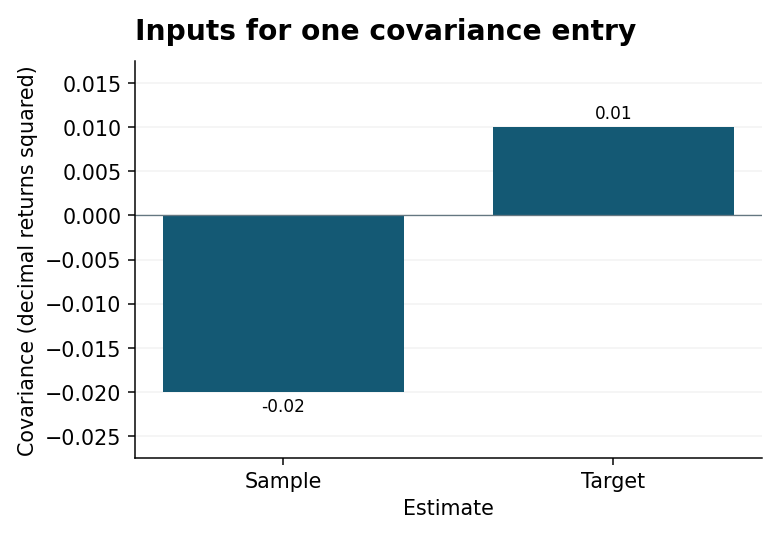 Inputs for one covariance entry
Covariance (decimal returns squared)
0.015
0.010
0.005
0.000
−0.005
−0.010
−0.015
−0.020
−0.025
0.01
-0.02
Sample
Target
Estimate